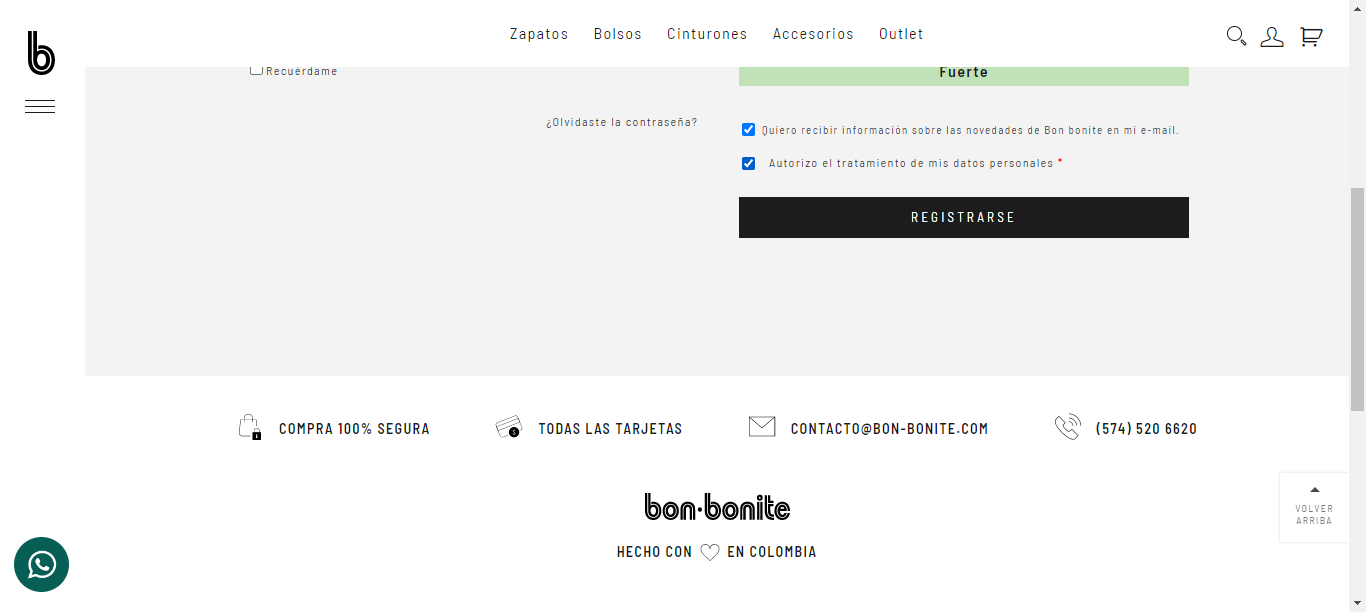 Zapatos Bolsos Cinturones Accesorios Outlet
b
Recuérdame
Fuerte
¿Olvidaste la contraseña?
Quiero recibir información sobre las novedades de Bon bonite en mi e-mail.
Autorizo el tratamiento de mis datos personales *
REGISTRARSE
COMPRA 100% SEGURA
TODAS LAS TARJETAS
CONTACTO@BON-BONITE.COM
(574) 520 6620
bon·bonite
VOLVER
ARRIBA
HECHO CON EN COLOMBIA